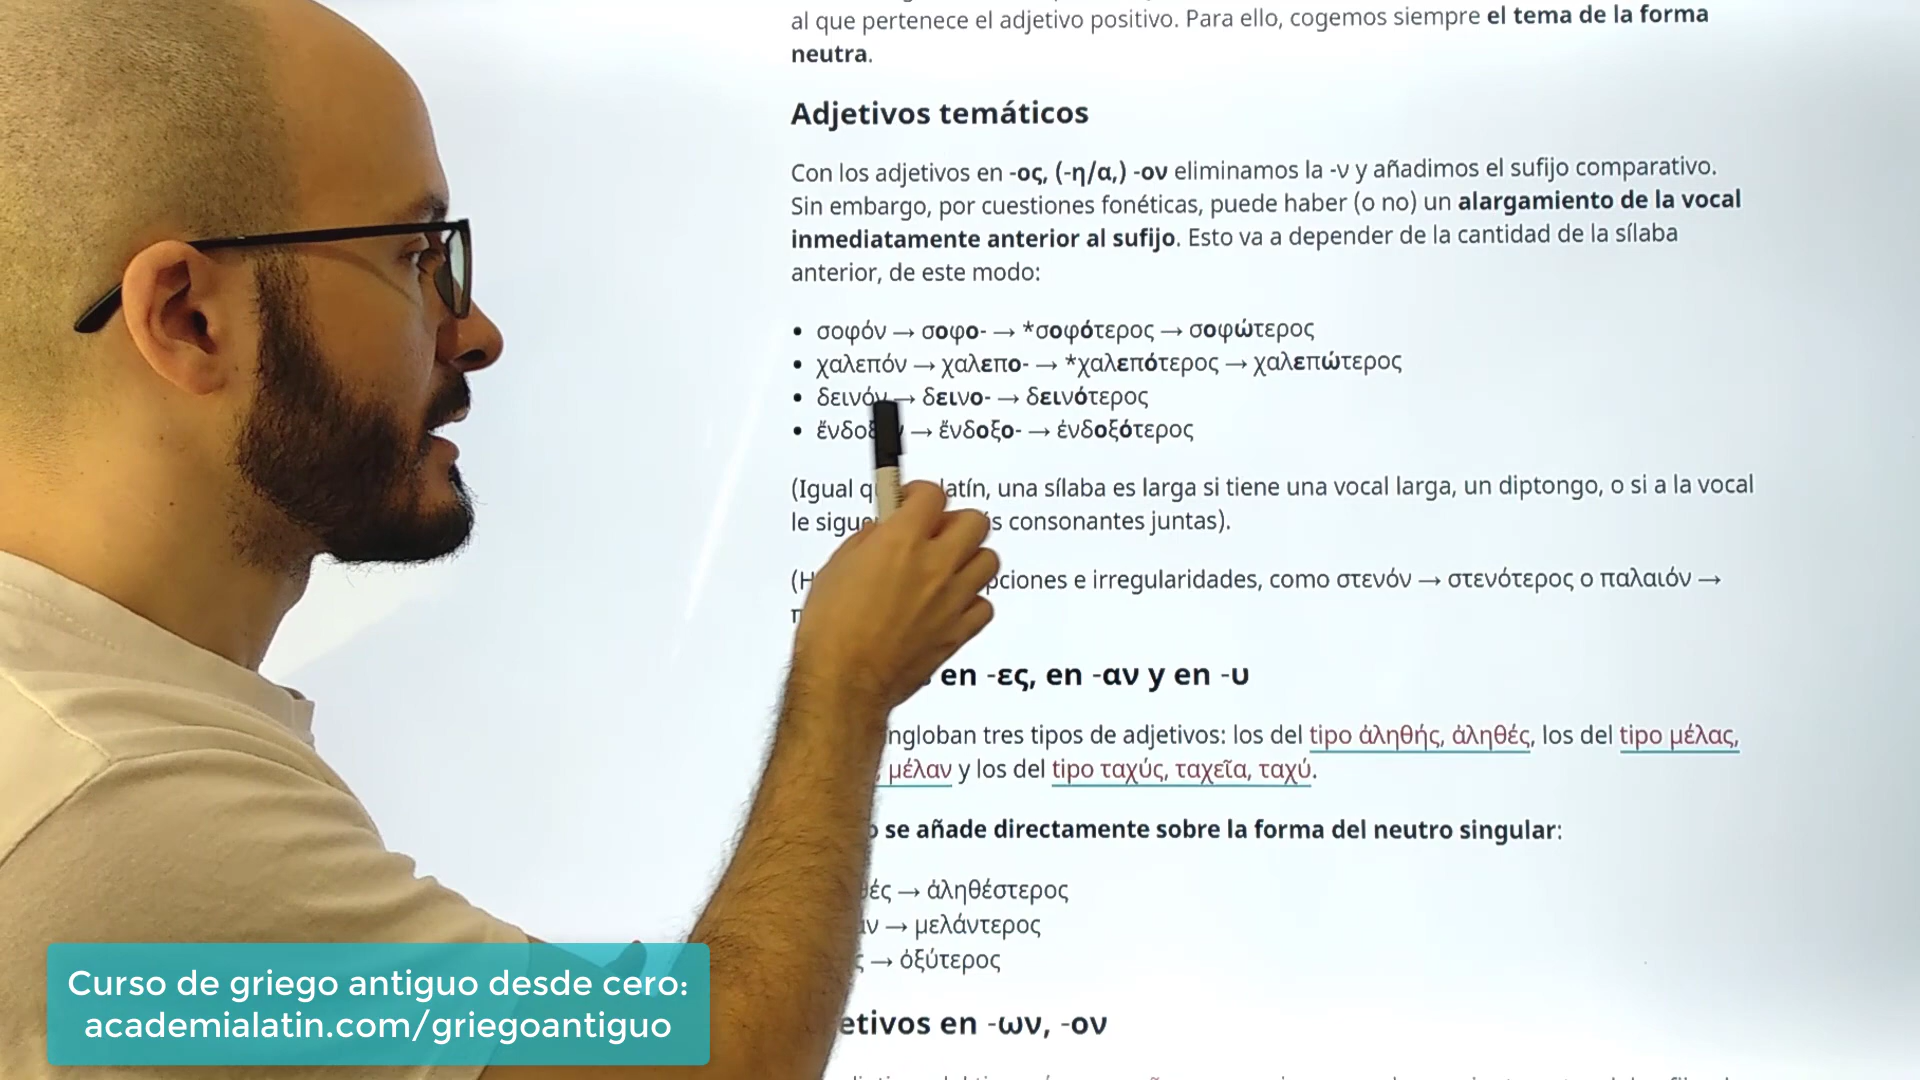 al que pertenece el adjetivo positivo. Para ello, cogemos siempre el tema de la forma
neutra.
Adjetivos temáticos
Con los adjetivos en -ος, (-η/α,) -ον eliminamos la -ν y añadimos el sufijo comparativo.
Sin embargo, por cuestiones fonéticas, puede haber (o no) un alargamiento de la vocal
inmediatamente anterior al sufijo. Esto va a depender de la cantidad de la sílaba
anterior, de este modo:
• σοφόν → σοφο- → *σοφότερος → σοφώτερος
• χαλεπόν → χαλεπο- → *χαλεπότερος → χαλεπώτερος
• δεινόν → δεινο- → δεινότερος
• → ἔνδοξο- → ἐνδοξότερος
(Igual latín, una sílaba es larga si tiene una vocal larga, un diptongo, o si a la vocal
le consonantes juntas).
e irregularidades, como στενόν → στενότερος o παλαιόν →
en -ες, en -αν y en -υ
tres tipos de adjetivos: los del tipo ἀληθής, ἀληθές, los del tipo μέλας,
μέλαν y los del tipo ταχύς, ταχεῖα, ταχύ.
se añade directamente sobre la forma del neutro singular:
→ ἀληθέστερος
→ μελάντερος
→ ὀξύτερος
en -ων, -ον
Curso de griego antiguo desde cero:
academialatin.com/griegoantiguo